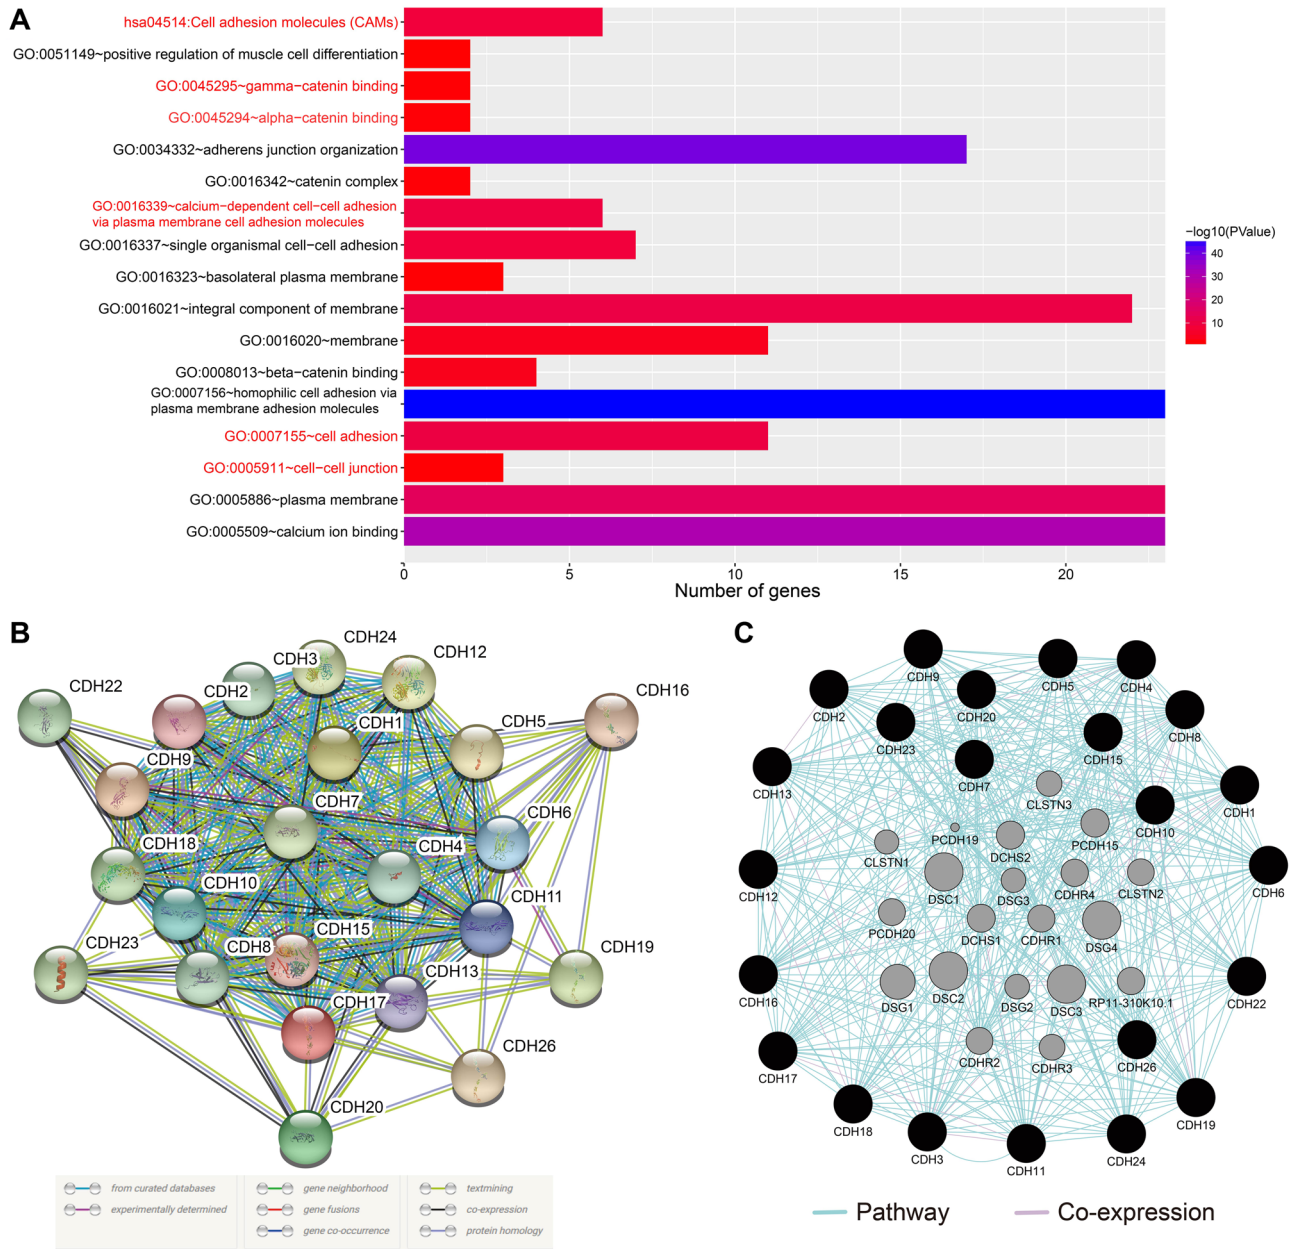 A
hsa04514:Cell adhesion molecules (CAMs)
GO:0051149~positive regulation of muscle cell differentiation
GO:0045295~gamma−catenin binding
GO:0045294~alpha−catenin binding
GO:0034332~adherens junction organization
GO:0016342~catenin complex
GO:0016339~calcium−dependent cell−cell adhesion
via plasma membrane cell adhesion molecules
GO:0016337~single organismal cell−cell adhesion
GO:0016323~basolateral plasma membrane
GO:0016021~integral component of membrane
GO:0016020~membrane
GO:0008013~beta−catenin binding
GO:0007156~homophilic cell adhesion via
plasma membrane adhesion molecules
GO:0007155~cell adhesion
GO:0005911~cell−cell junction
GO:0005886~plasma membrane
GO:0005509~calcium ion binding
0 5 10 15 20
Number of genes
−log10(PValue)
40
30
20
10
B
CDH24
CDH3
CDH12
CDH22
CDH2
CDH16
CDH1
CDH5
CDH9
CDH7
CDH6
CDH18
CDH4
CDH10
CDH11
CDH15
CDH23
CDH8
CDH19
CDH13
CDH17
CDH26
CDH20
from curated databases
experimentally determined
gene neighborhood
gene fusions
gene co-occurrence
textmining
co-expression
protein homology
C
CDH9
CDH5
CDH4
CDH2
CDH20
CDH8
CDH23
CDH15
CDH13
CDH7
CLSTN3
CDH1
CDH10
PCDH19
PCDH15
CLSTN1
DCHS2
CDH12
CDH6
DSC1
DSG3
CDHR4
CLSTN2
PCDH20
DCHS1
CDHR1
DSG4
CDH16
CDH22
DSG1
DSC2
DSG2
DSC3
RP11-310K10.1
CDH17
CDHR2
CDHR3
CDH26
CDH18
CDH19
CDH3
CDH11
CDH24
Pathway
Co-expression